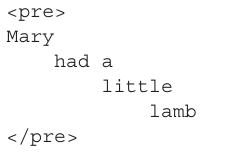 <pre>
Mary
    had a
        little
            lamb
</pre>